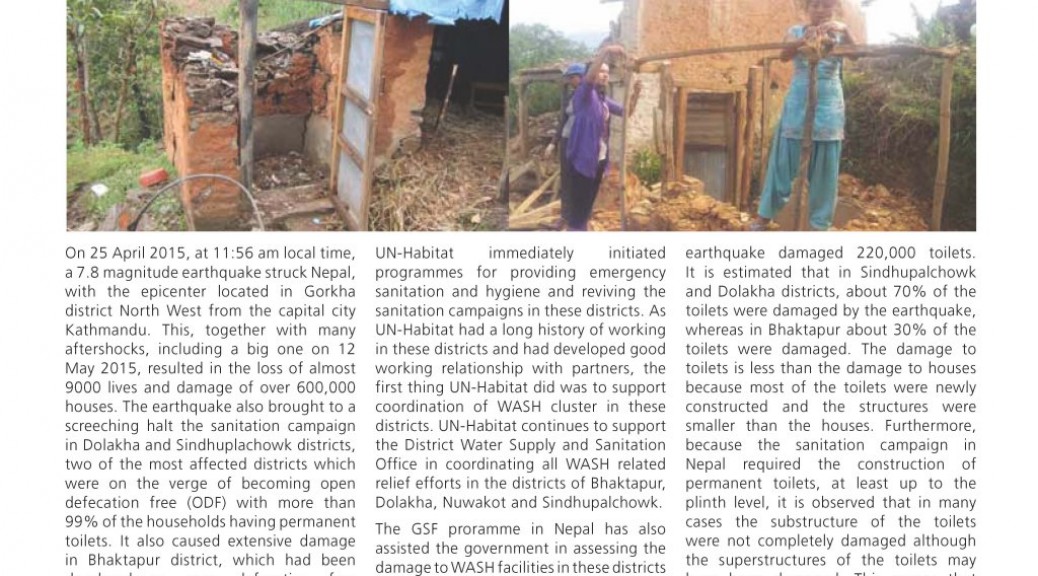 On 25 April 2015, at 11:56 am local time,
a 7.8 magnitude earthquake struck Nepal,
with the epicenter located in Gorkha
district North West from the capital city
Kathmandu. This, together with many
aftershocks, including a big one on 12
May 2015, resulted in the loss of almost
9000 lives and damage of over 600,000
houses. The earthquake also brought to a
screeching halt the sanitation campaign
in Dolakha and Sindhuplachowk districts,
two of the most affected districts which
were on the verge of becoming open
defecation free (ODF) with more than
99% of the households having permanent
toilets. It also caused extensive damage
in Bhaktapur district, which had been
UN-Habitat immediately initiated
programmes for providing emergency
sanitation and hygiene and reviving the
sanitation campaigns in these districts. As
UN-Habitat had a long history of working
in these districts and had developed good
working relationship with partners, the
first thing UN-Habitat did was to support
coordination of WASH cluster in these
districts. UN-Habitat continues to support
the District Water Supply and Sanitation
Office in coordinating all WASH related
relief efforts in the districts of Bhaktapur,
Dolakha, Nuwakot and Sindhupalchowk.
The GSF proramme in Nepal has also
assisted the government in assessing the
damage to WASH facilities in these districts
earthquake damaged 220,000 toilets.
It is estimated that in Sindhupalchowk
and Dolakha districts, about 70% of the
toilets were damaged by the earthquake,
whereas in Bhaktapur about 30% of the
toilets were damaged. The damage to
toilets is less than the damage to houses
because most of the toilets were newly
constructed and the structures were
smaller than the houses. Furthermore,
because the sanitation campaign in
Nepal required the construction of
permanent toilets, at least up to the
plinth level, it is observed that in many
cases the substructure of the toilets
were not completely damaged although
the superstructures of the toilets may